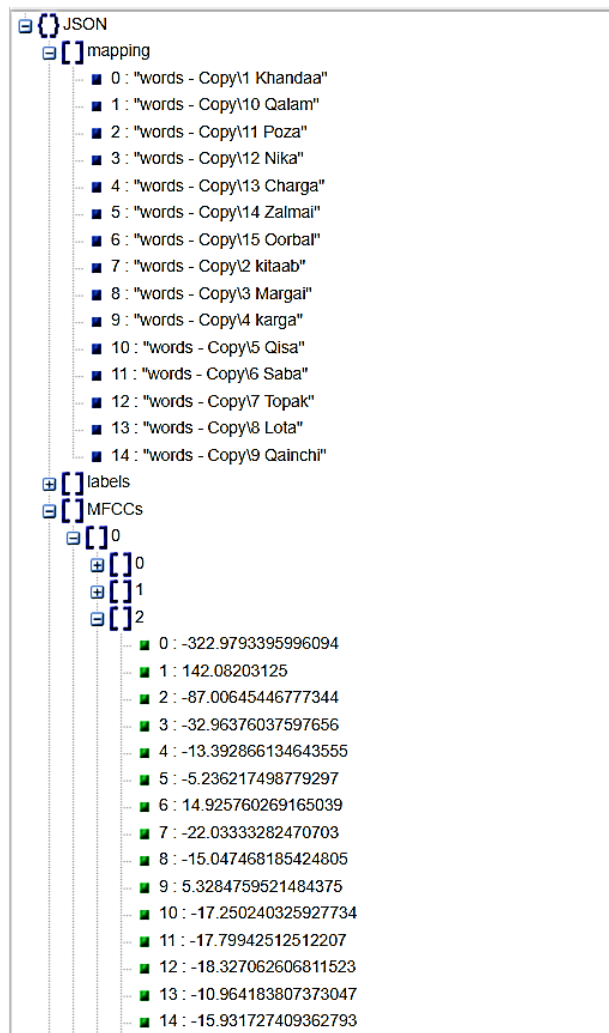 JSON
mapping
0 : "words - Copy\1 Khandaa"
1 : "words - Copy\10 Qalam"
2 : "words - Copy\11 Poza"
3 : "words - Copy\12 Nika"
4 : "words - Copy\13 Charga"
5 : "words - Copy\14 Zalmai"
6 : "words - Copy\15 Oorbal"
7 : "words - Copy\2 kitaab"
8 : "words - Copy\3 Margai"
9 : "words - Copy\4 karga"
10 : "words - Copy\5 Qisa"
11 : "words - Copy\6 Saba"
12 : "words - Copy\7 Topak"
13 : "words - Copy\8 Lota"
14 : "words - Copy\9 Qainchi"
labels
MFCCs
0
0
1
2
0 : -322.9793395996094
1 : 142.08203125
2 : -87.00645446777344
3 : -32.96376037597656
4 : -13.392866134643555
5 : -5.236217498779297
6 : 14.925760269165039
7 : -22.03333282470703
8 : -15.047468185424805
9 : 5.3284759521484375
10 : -17.250240325927734
11 : -17.79942512512207
12 : -18.327062606811523
13 : -10.964183807373047
14 : -15.931727409362793